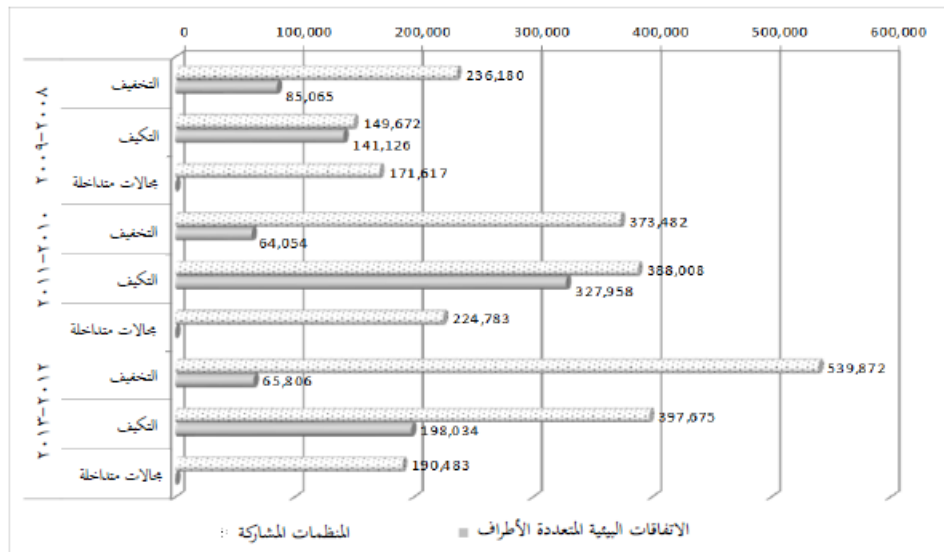 0 100,000 200,000 300,000 400,000 500,000 600,000
٢٠٠٨-٢٠٠٩
التخفيف
236,180
85,065
التكيف
149,672
141,126
مجالات متداخلة
171,617
٢٠١٠-٢٠١١
التخفيف
373,482
64,054
التكيف
388,008
327,958
مجالات متداخلة
224,783
٢٠١٢-٢٠١٣
التخفيف
539,872
65,806
التكيف
397,675
198,034
مجالات متداخلة
190,483
الاتفاقات البيئية المتعددة الأطراف
المنظمات المشاركة